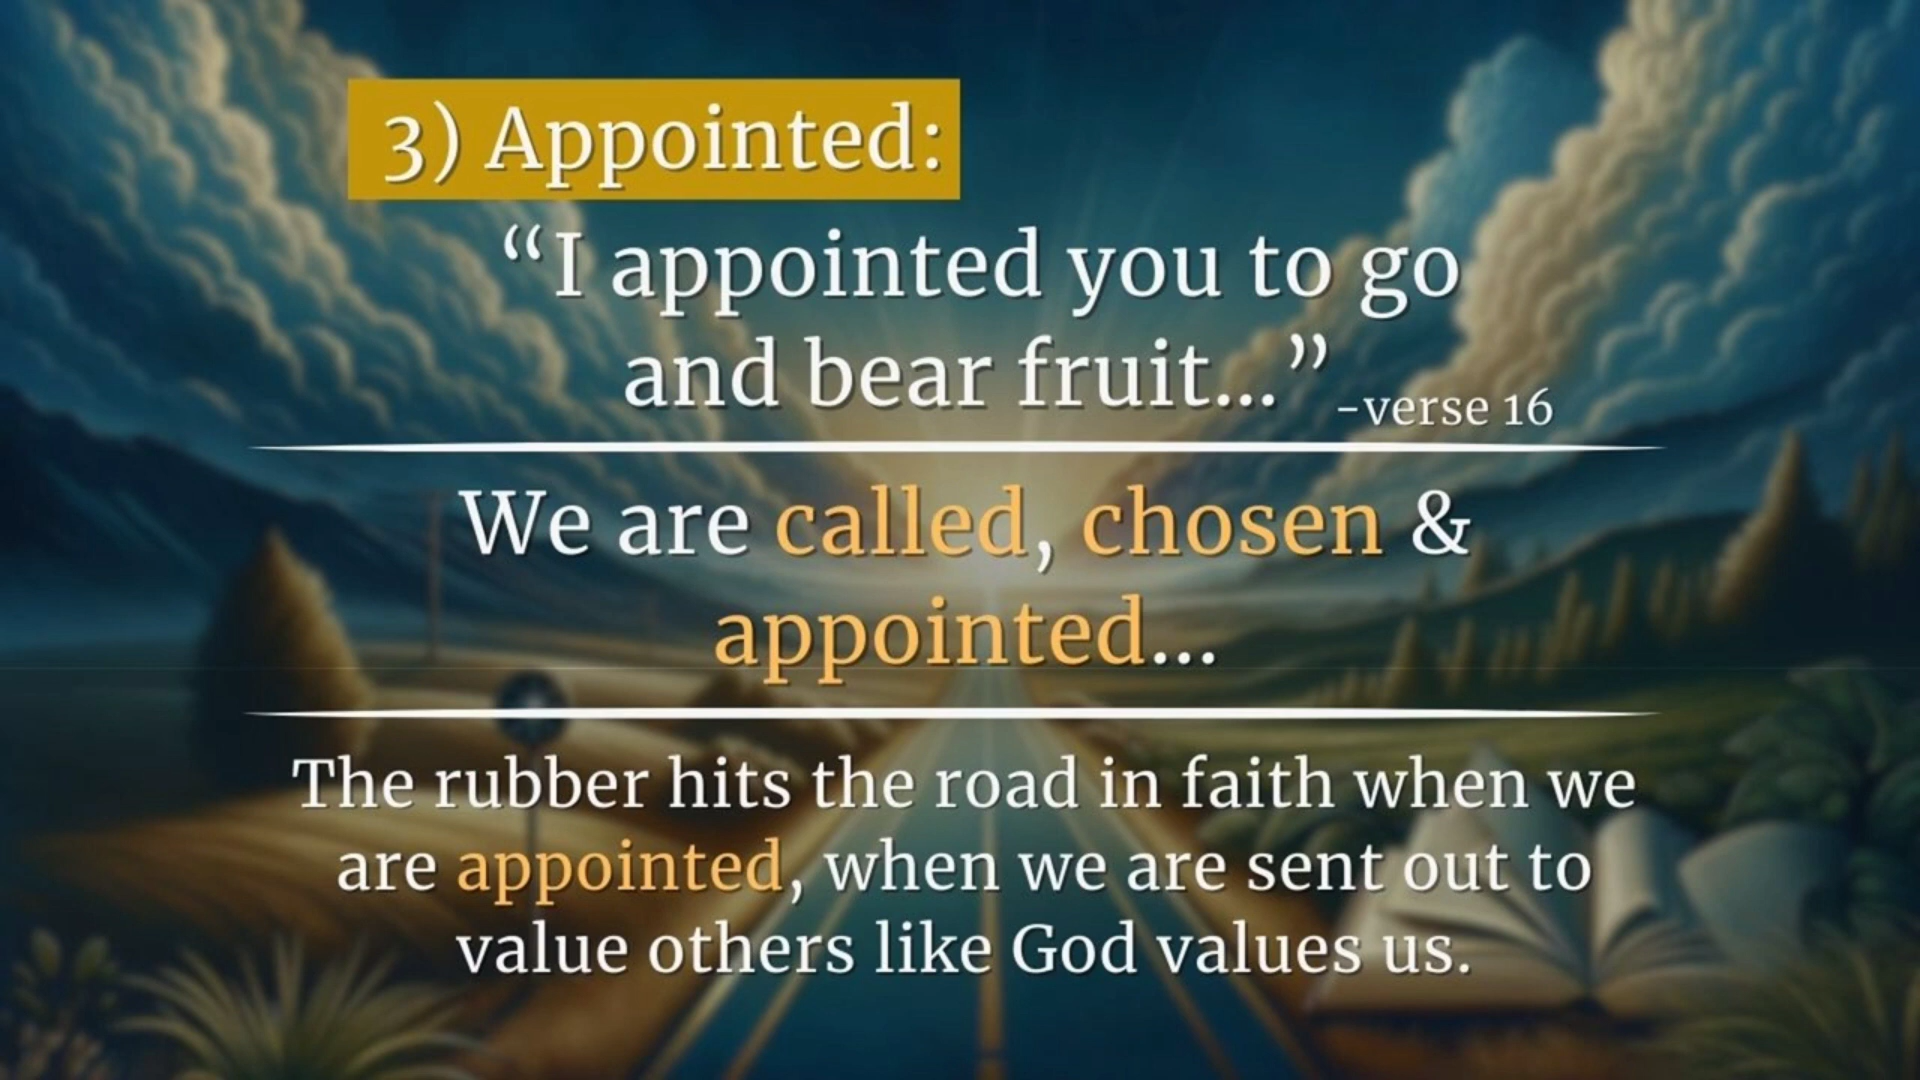 3) Appointed:
“I appointed you to go
and bear fruit...” -verse 16
We are called, chosen &
appointed...
The rubber hits the road in faith when we
are appointed, when we are sent out to
value others like God values us.